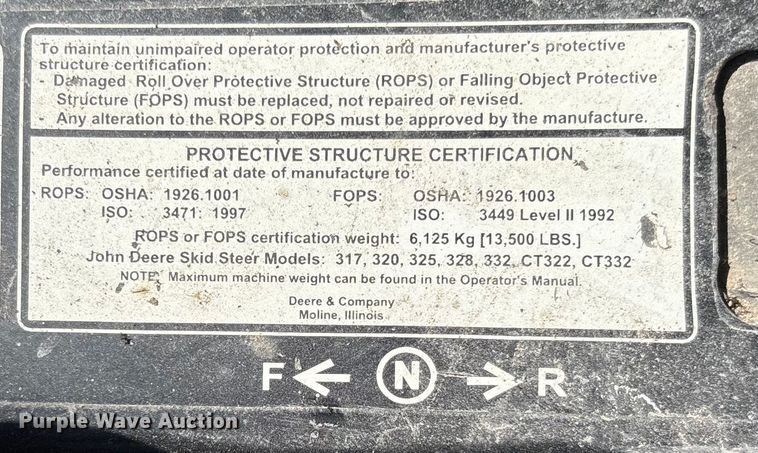 To maintain unimpaired operator protection and manufacturer's protective
structure certification:
- Damaged Roll Over Protective Structure (ROPS) or Falling Object Protective
Structure (FOPS) must be replaced, not repaired or revised.
- Any alteration to the ROPS or FOPS must be approved by the manufacture.
PROTECTIVE STRUCTURE CERTIFICATION
Performance certified at date of manufacture to:
ROPS: OSHA: 1926.1001 FOPS: OSHA: 1926.1003
ISO: 3471: 1997 ISO: 3449 Level II 1992
ROPS or FOPS certification weight: 6,125 Kg [13,500 LBS.]
John Deere Skid Steer Models: 317, 320, 325, 328, 332, CT322, CT332
NOTE: Maximum machine weight can be found in the Operator's Manual.
Deere & Company
Moline, Illinois
F ← N → R
Purple Wave Auction